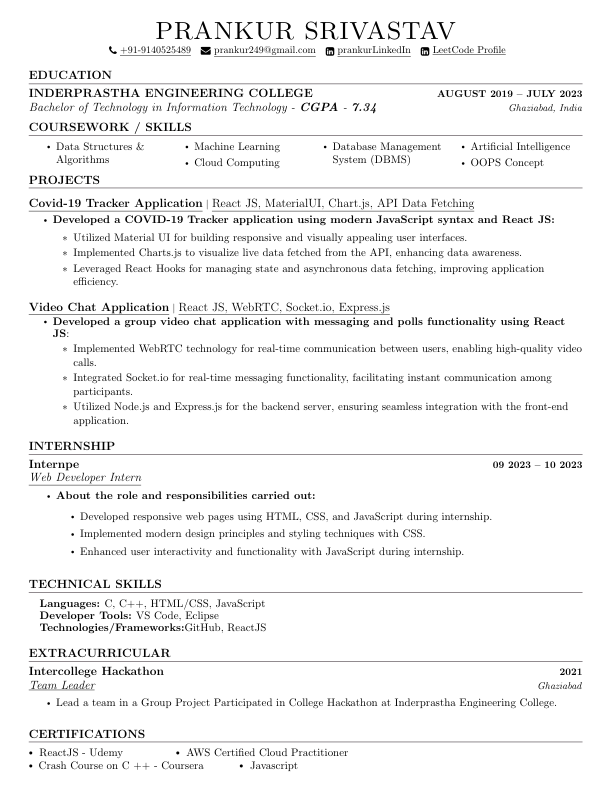 PRANKUR SRIVASTAV
+91-9140525489 prankur249@gmail.com prankurLinkedIn LeetCode Profile
EDUCATION
INDERPRASTHA ENGINEERING COLLEGE AUGUST 2019 – JULY 2023
Bachelor of Technology in Information Technology - CGPA - 7.34 Ghaziabad, India
COURSEWORK / SKILLS
• Data Structures &
Algorithms
• Machine Learning
• Cloud Computing
• Database Management
System (DBMS)
• Artificial Intelligence
• OOPS Concept
PROJECTS
Covid-19 Tracker Application | React JS, MaterialUI, Chart.js, API Data Fetching
• Developed a COVID-19 Tracker application using modern JavaScript syntax and React JS:
∗ Utilized Material UI for building responsive and visually appealing user interfaces.
∗ Implemented Charts.js to visualize live data fetched from the API, enhancing data awareness.
∗ Leveraged React Hooks for managing state and asynchronous data fetching, improving application
efficiency.
Video Chat Application | React JS, WebRTC, Socket.io, Express.js
• Developed a group video chat application with messaging and polls functionality using React
JS:
∗ Implemented WebRTC technology for real-time communication between users, enabling high-quality video
calls.
∗ Integrated Socket.io for real-time messaging functionality, facilitating instant communication among
participants.
∗ Utilized Node.js and Express.js for the backend server, ensuring seamless integration with the front-end
application.
INTERNSHIP
Internpe 09 2023 – 10 2023
Web Developer Intern
• About the role and responsibilities carried out:
• Developed responsive web pages using HTML, CSS, and JavaScript during internship.
• Implemented modern design principles and styling techniques with CSS.
• Enhanced user interactivity and functionality with JavaScript during internship.
TECHNICAL SKILLS
Languages: C, C++, HTML/CSS, JavaScript
Developer Tools: VS Code, Eclipse
Technologies/Frameworks:GitHub, ReactJS
EXTRACURRICULAR
Intercollege Hackathon 2021
Team Leader Ghaziabad
• Lead a team in a Group Project Participated in College Hackathon at Inderprastha Engineering College.
CERTIFICATIONS
• ReactJS - Udemy • AWS Certified Cloud Practitioner
• Crash Course on C ++ - Coursera • Javascript